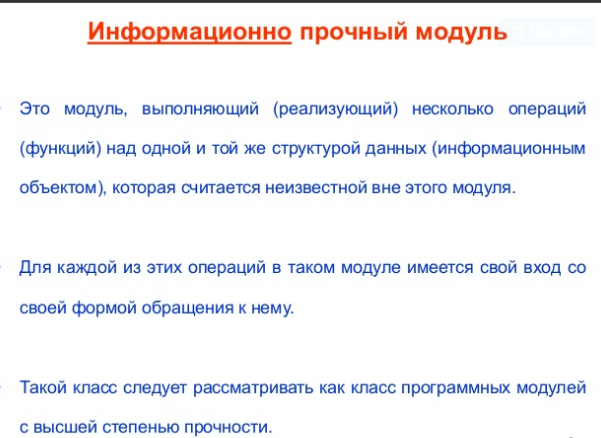 Информационно прочный модуль
Это модуль, выполняющий (реализующий) несколько операций
(функций) над одной и той же структурой данных (информационным
объектом), которая считается неизвестной вне этого модуля.
Для каждой из этих операций в таком модуле имеется свой вход со
своей формой обращения к нему.
Такой класс следует рассматривать как класс программных модулей
с высшей степенью прочности.